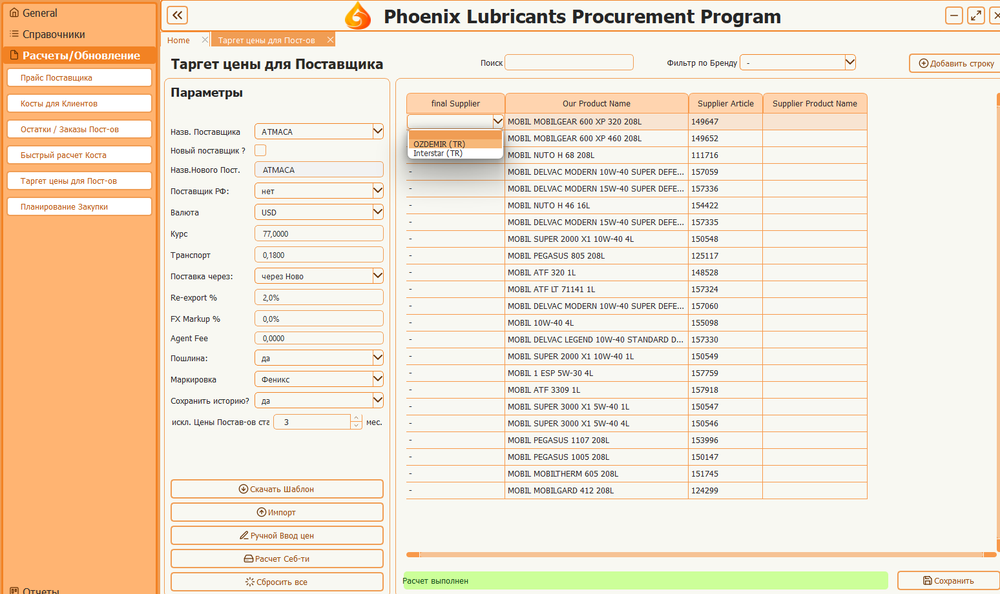 General
Справочники
Расчеты/Обновление
Прайс Поставщика
Косты для Клиентов
Остатки / Заказы Пост-ов
Быстрый расчет Коста
Таргет цены для Пост-ов
Планирование Закупки
Отчеты
Phoenix Lubricants Procurement Program
Home
Таргет цены для Пост-ов
Таргет цены для Поставщика
Поиск
Фильтр по Бренду -
Добавить строку
Параметры
Назв. Поставщика АТМАСА
Новый поставщик ?
Назв.Нового Пост. АТМАСА
Поставщик РФ: нет
Валюта USD
Курс 77,0000
Транспорт 0,1800
Поставка через: через Ново
Re-export % 2,0%
FX Markup % 0,0%
Agent Fee 0,0000
Пошлина: да
Маркировка Феникс
Сохранить историю? да
искл. Цены Постав-ов ста 3 мес.
Скачать Шаблон
Импорт
Ручной Ввод цен
Расчет Себ-ти
Сбросить все
final Supplier Our Product Name Supplier Article Supplier Product Name
MOBIL MOBILGEAR 600 XP 320 208L 149647
OZDEMIR (TR)
Interstar (TR)
MOBIL MOBILGEAR 600 XP 460 208L 149652
MOBIL NUTO H 68 208L 111716
- MOBIL DELVAC MODERN 10W-40 SUPER DEFE... 157059
- MOBIL DELVAC MODERN 15W-40 SUPER DEFE... 157336
- MOBIL NUTO H 46 16L 154422
- MOBIL DELVAC MODERN 15W-40 SUPER DEFE... 157335
- MOBIL SUPER 2000 X1 10W-40 4L 150548
- MOBIL PEGASUS 805 208L 125117
- MOBIL ATF 320 1L 148528
- MOBIL ATF LT 71141 1L 157324
- MOBIL DELVAC MODERN 10W-40 SUPER DEFE... 157060
- MOBIL 10W-40 4L 155098
- MOBIL DELVAC LEGEND 10W-40 STANDARD D... 157330
- MOBIL SUPER 2000 X1 10W-40 1L 150549
- MOBIL 1 ESP 5W-30 4L 157759
- MOBIL ATF 3309 1L 157918
- MOBIL SUPER 3000 X1 5W-40 1L 150547
- MOBIL SUPER 3000 X1 5W-40 4L 150546
- MOBIL PEGASUS 1107 208L 153996
- MOBIL PEGASUS 1005 208L 150147
- MOBIL MOBILTHERM 605 208L 151745
- MOBIL MOBILGARD 412 208L 124299
Расчет выполнен
Сохранить